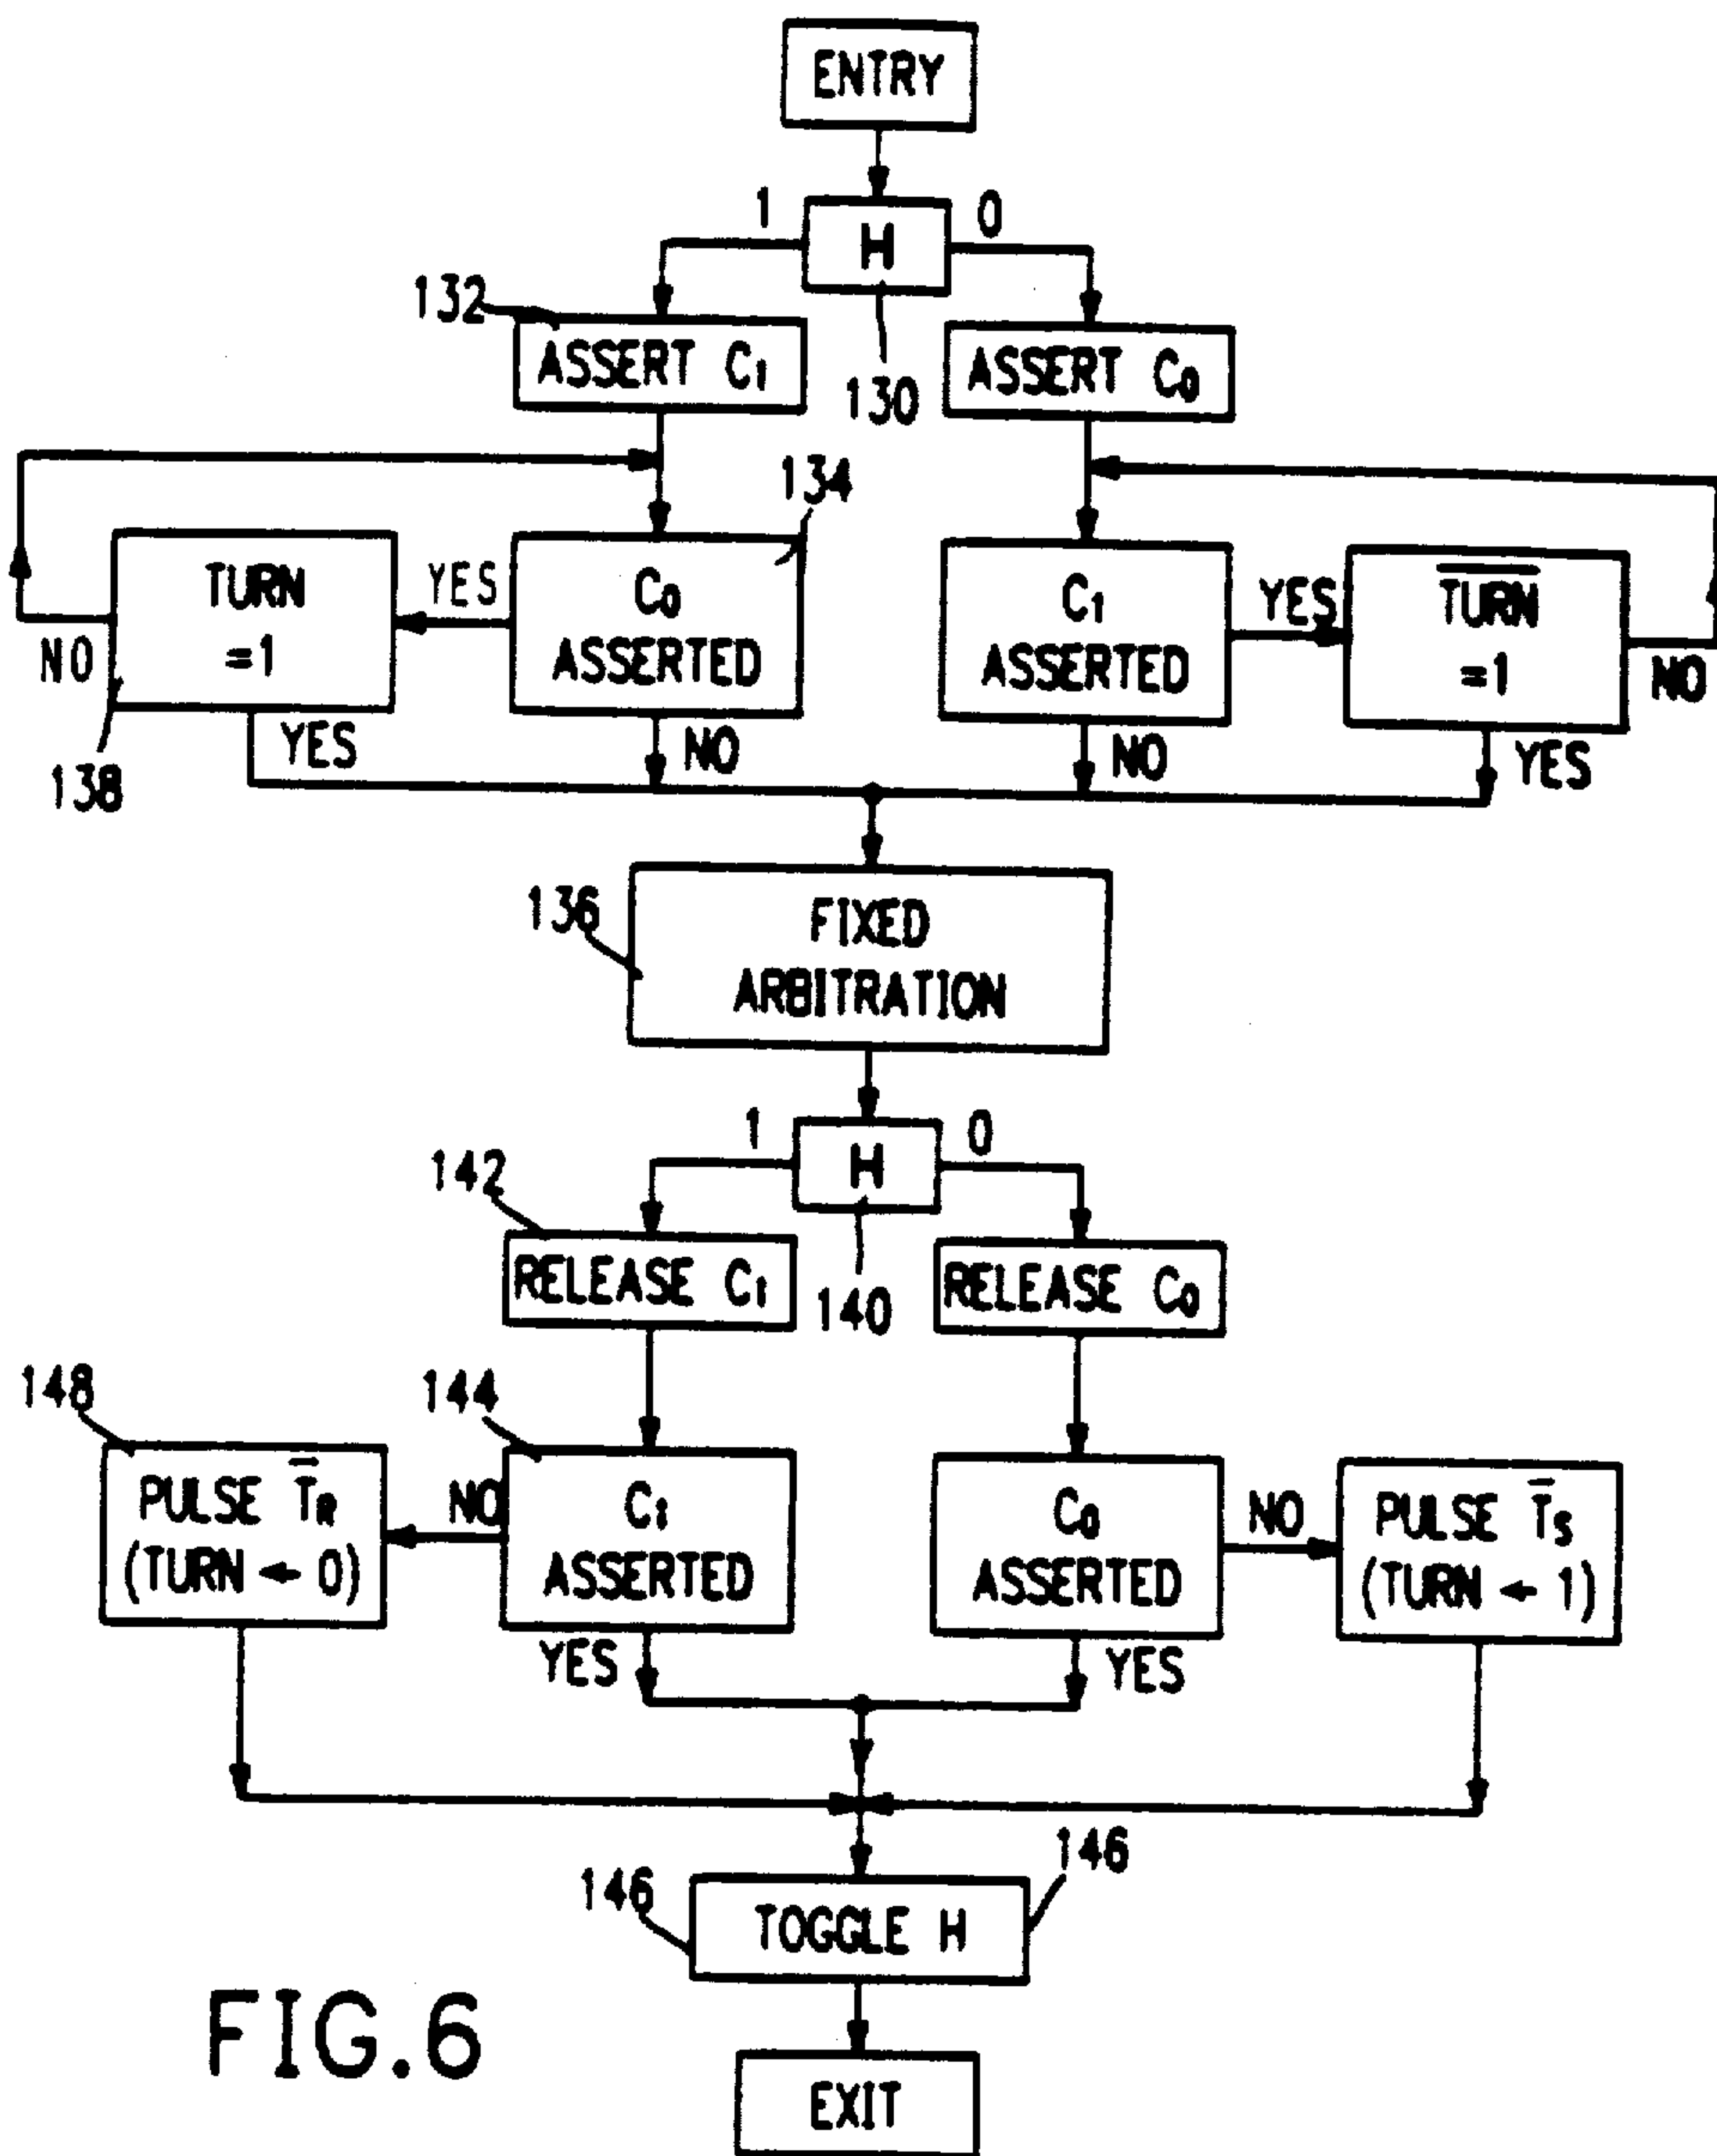 ENTRY
1
H
0
132
ASSERT C₁
130
ASSERT C₀
134
TURN
=1
YES
C₀
ASSERTED
C₁
ASSERTED
YES
T̅U̅R̅N̅
=1
NO
NO
138
YES
NO
NO
YES
136
FIXED
ARBITRATION
1
H
0
142
RELEASE C₁
140
RELEASE C₀
148
144
PULSE T̅R
(TURN ← 0)
NO
C₁
ASSERTED
C₀
ASSERTED
NO
PULSE T̅S
(TURN ← 1)
YES
YES
146
TOGGLE H
146
EXIT
FIG.6